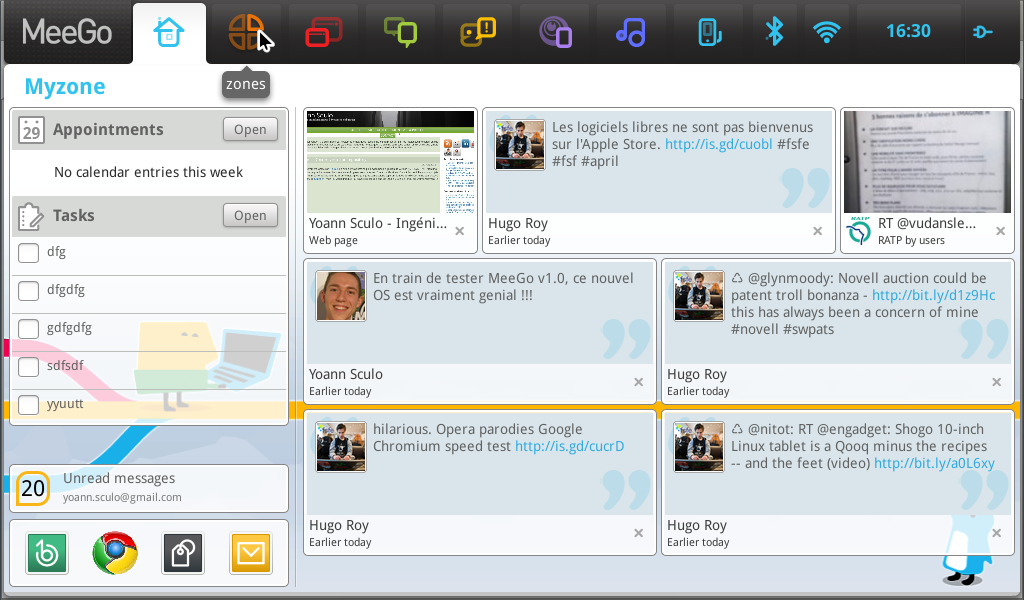 MeeGo
16:30
zones
Myzone
29
Appointments
Open
No calendar entries this week
Tasks
Open
dfg
dfgdfg
gdfgdfg
sdfsdf
yyuutt
20
Unread messages
yoann.sculo@gmail.com
Yoann Sculo - Ingéni...
Web page
Les logiciels libres ne sont pas bienvenus
sur l'Apple Store. http://is.gd/cuobl #fsfe
#fsf #april
Hugo Roy
Earlier today
RATP
RT @vudansle...
RATP by users
En train de tester MeeGo v1.0, ce nouvel
OS est vraiment genial !!!
Yoann Sculo
Earlier today
♺ @glynmoody: Novell auction could be
patent troll bonanza - http://bit.ly/d1z9Hc
this has always been a concern of mine
#novell #swpats
Hugo Roy
Earlier today
hilarious. Opera parodies Google
Chromium speed test http://is.gd/cucrD
Hugo Roy
Earlier today
♺ @nitot: RT @engadget: Shogo 10-inch
Linux tablet is a Qooq minus the recipes
-- and the feet (video) http://bit.ly/a0L6xy
Hugo Roy
Earlier today